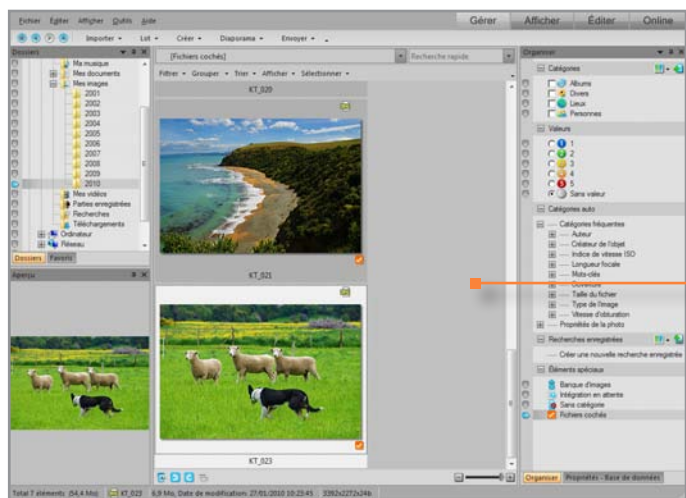 Fichier Éditer Afficher Outils Aide
Gérer Afficher Éditer Online
Importer Lot Créer Diaporama Envoyer
Dossiers
Ma musique
Mes documents
Mes images
2001
2002
2003
2004
2005
2006
2007
2008
2009
2010
Mes vidéos
Parties enregistrées
Recherches
Téléchargements
Ordinateur
Réseau
Dossiers Favoris
Aperçu
[Fichiers cochés] Recherche rapide
Filtrer Grouper Trier Afficher Sélectionner
KT_020
KT_021
KT_023
Organiser
Catégories
Albums
Divers
Lieux
Personnes
Valeurs
1
2
3
4
5
Sans valeur
Catégories auto
Catégories fréquentes
Auteur
Créateur de l'objet
Indice de vitesse ISO
Longueur focale
Mots-clés
Ouverture
Taille du fichier
Type de l'image
Vitesse d'obturation
Propriétés de la photo
Recherches enregistrées
Créer une nouvelle recherche enregistrée
Éléments spéciaux
Banque d'images
Intégration en attente
Sans catégorie
Fichiers cochés
Organiser Propriétés - Base de données
Total 7 éléments (54,4 Mo) KT_023 6,9 Mo, Date de modification: 27/01/2010 10:23:45 3392x2272x24b